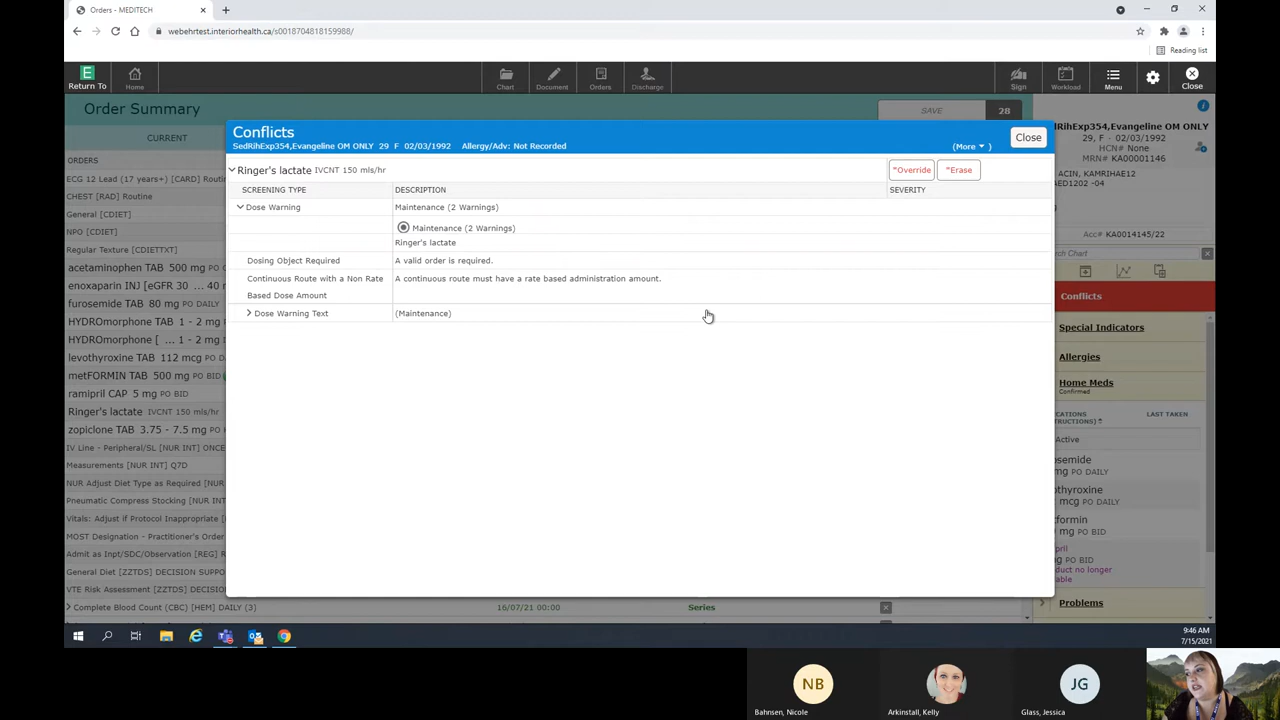 Orders - MEDITECH
webehrtest.interiorhealth.ca/s0018704818159988/
Reading list
E
Return To
Home
Chart
Document
Orders
Discharge
Sign
Workload
Menu
Close
Order Summary
SAVE
28
CURRENT
ORDERS
ECG 12 Lead (17 years+) [CARD]
CHEST [RAD] Routine
General [CDIET]
NPO [CDIET]
Regular Texture [CDIETTXT]
acetaminophen TAB 500 mg
enoxaparin INJ [eGFR 30 ... 40
furosemide TAB 80 mg PO DAILY
HYDROmorphone TAB 1 - 2 mg
HYDROmorphone [ ... 1 - 2 mg
levothyroxine TAB 112 mcg PO
metFORMIN TAB 500 mg PO BID
ramipril CAP 5 mg PO BID
Ringer's lactate IVCNT 150 mls/hr
zopiclone TAB 3.75 - 7.5 mg PO
IV Line - Peripheral/SL [NUR INT] ONCE
Measurements [NUR INT] Q7D
NUR Adjust Diet Type as Required [NUR
Pneumatic Compress Stocking [NUR INT
Vitals: Adjust if Protocol Inappropriate [
MOST Designation - Practitioner's Order
Admit as Inpt/SDC/Observation [REG] R
General Diet [ZZTDS] DECISION SUPPO
VTE Risk Assessment [ZZTDS] DECISION
Complete Blood Count (CBC) [HEM] DAILY (3)
16/07/21 00:00
Series
Conflicts
SedRihExp354,Evangeline OM ONLY 29 F 02/03/1992 Allergy/Adv: Not Recorded
(More ▼ )
Close
Ringer's lactate IVCNT 150 mls/hr
*Override
*Erase
SCREENING TYPE
DESCRIPTION
SEVERITY
Dose Warning
Maintenance (2 Warnings)
Maintenance (2 Warnings)
Ringer's lactate
Dosing Object Required
A valid order is required.
Continuous Route with a Non Rate
Based Dose Amount
A continuous route must have a rate based administration amount.
Dose Warning Text
(Maintenance)
SedRihExp354,Evangeline OM ONLY
29, F - 02/03/1992
HCN# None
MRN# KA0001146
ACIN, KAMRIHAE12
AED1202 -04
Acc# KA0014145/22
Search Chart
Conflicts
Special Indicators
Allergies
Home Meds
Confirmed
LAST TAKEN
Active
PO DAILY
mcg PO DAILY
PO BID
PO BID
no longer
Problems
9:46 AM
7/15/2021
NB
Bahnsen, Nicole
Arkinstall, Kelly
JG
Glass, Jessica